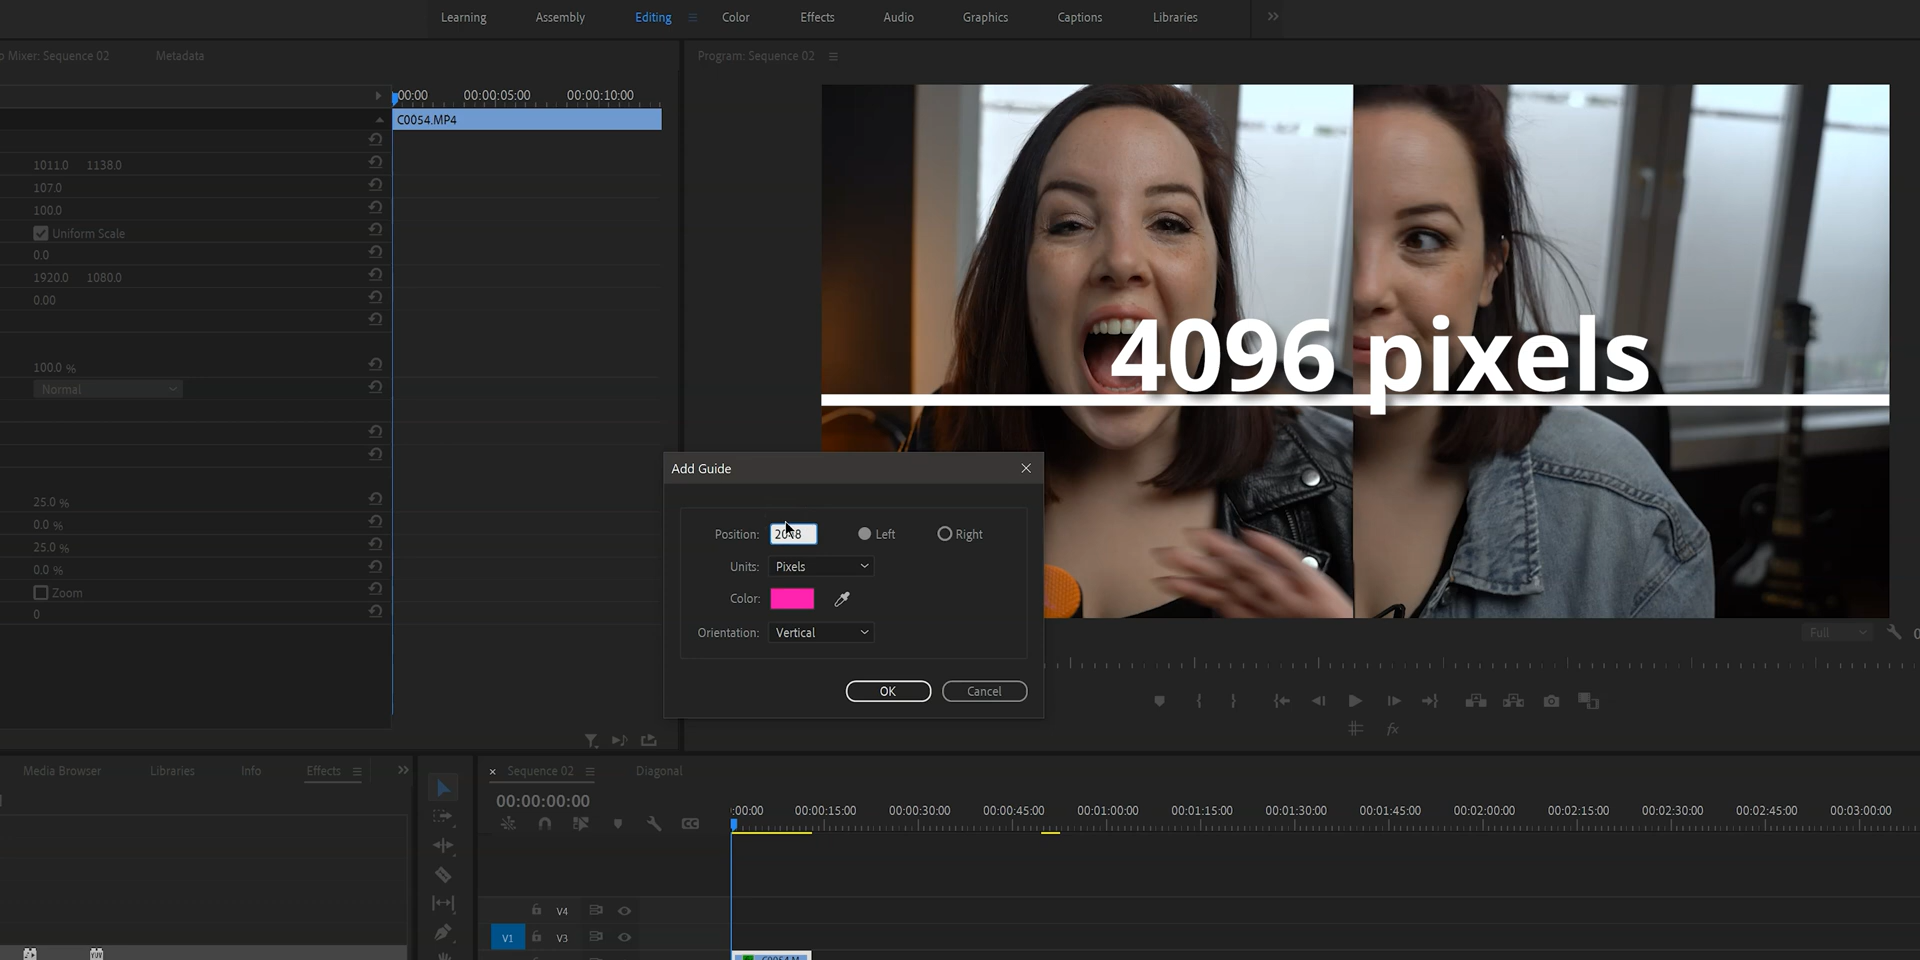 Learning Assembly Editing Color Effects Audio Graphics Captions Libraries
o Mixer: Sequence 02 Metadata
Program: Sequence 02
00:00 00:00:05:00 00:00:10:00
C0054.MP4
1011.0 1138.0
107.0
100.0
Uniform Scale
0.0
1920.0 1080.0
0.00
100.0 %
Normal
25.0 %
0.0 %
25.0 %
0.0 %
Zoom
0
4096 pixels
Add Guide
Position: 2048 Left Right
Units: Pixels
Color:
Orientation: Vertical
OK Cancel
Full
Media Browser Libraries Info Effects
Sequence 02 Diagonal
00:00:00:00
:00:00 00:00:15:00 00:00:30:00 00:00:45:00 00:01:00:00 00:01:15:00 00:01:30:00 00:01:45:00 00:02:00:00 00:02:15:00 00:02:30:00 00:02:45:00 00:03:00:00
V4
V1 V3
C0054.M